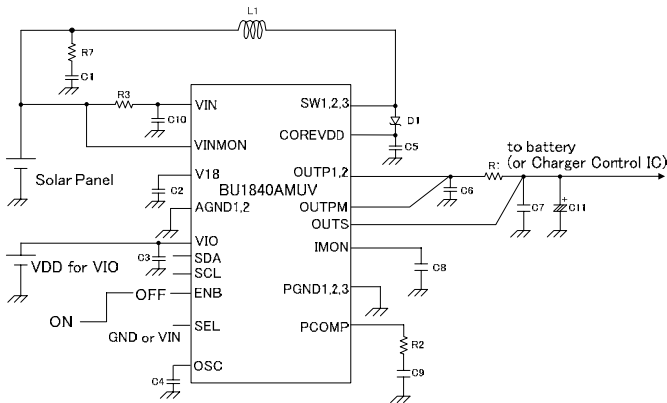 L1
R7
C1
R3
C10
VIN
VINMON
SW1,2,3
D1
COREVDD
C5
to battery
(or Charger Control IC)
Solar Panel
V18
C2
BU1840AMUV
OUTP1,2
R1
C6
C7
C11
+
AGND1,2
OUTPM
OUTS
VIO
C3
VDD for VIO
SDA
SCL
IMON
C8
OFF
ENB
ON
PGND1,2,3
GND or VIN
SEL
PCOMP
R2
OSC
C4
C9